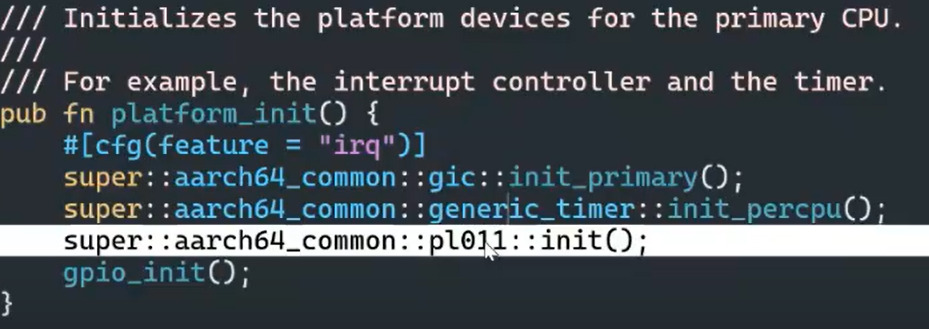 /// Initializes the platform devices for the primary CPU.
///
/// For example, the interrupt controller and the timer.
pub fn platform_init() {
    #[cfg(feature = "irq")]
    super::aarch64_common::gic::init_primary();
    super::aarch64_common::generic_timer::init_percpu();
    super::aarch64_common::pl011::init();
    gpio_init();
}